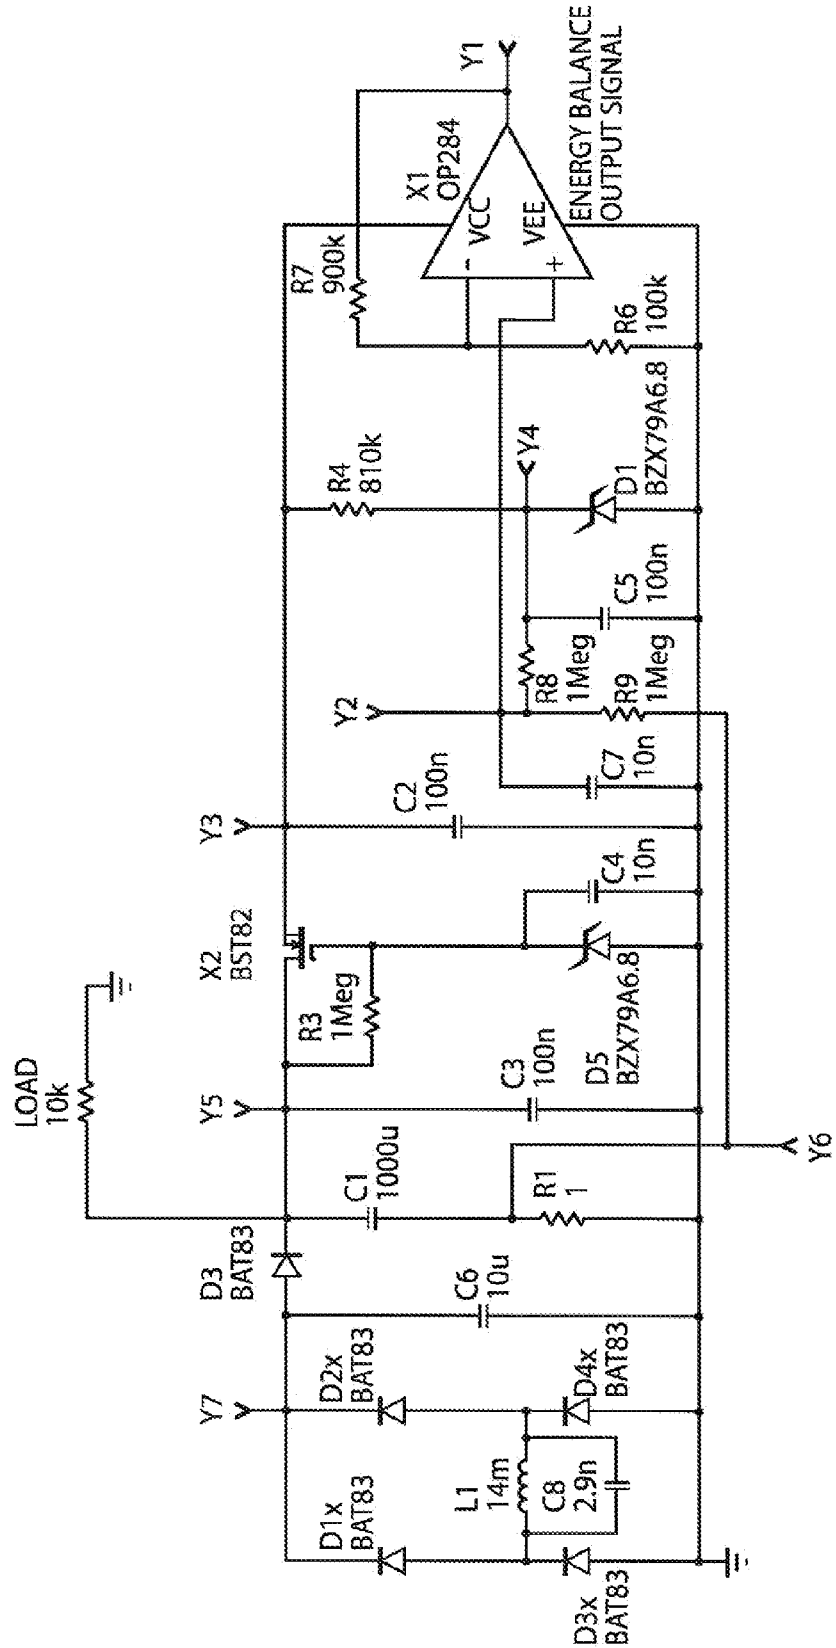 LOAD
10k
Y7
D3
BAT83
Y5
X2
BST82
Y3
R7
900k
X1
OP284
Y1
D1x
BAT83
D2x
BAT83
C1
1000u
R3
1Meg
Y2
R4
810k
VCC
-
L1
14m
C6
10u
C3
100n
C2
100n
Y4
VEE
+
C8
2.9n
R1
1
R8
1Meg
ENERGY BALANCE
OUTPUT SIGNAL
D3x
BAT83
D4x
BAT83
D5
BZX79A6.8
C4
10n
C7
10n
R9
1Meg
C5
100n
D1
BZX79A6.8
R6
100k
Y6